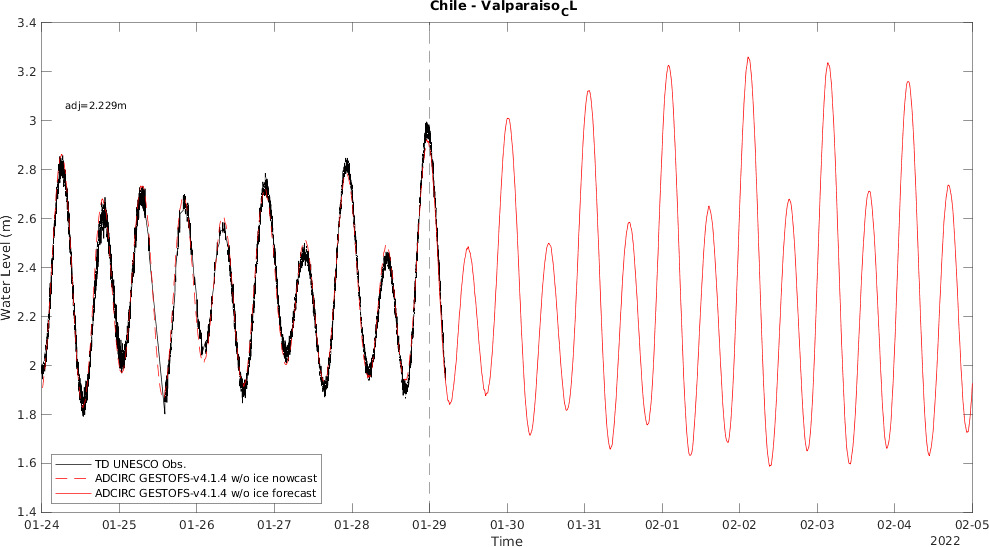 Chile - Valparaiso_CL
3.4
3.2
3
2.8
2.6
2.4
2.2
2
1.8
1.6
1.4
Water Level (m)
adj=2.229m
TD UNESCO Obs.
ADCIRC GESTOFS-v4.1.4 w/o ice nowcast
ADCIRC GESTOFS-v4.1.4 w/o ice forecast
01-24 01-25 01-26 01-27 01-28 01-29 01-30 01-31 02-01 02-02 02-03 02-04 02-05
Time
2022